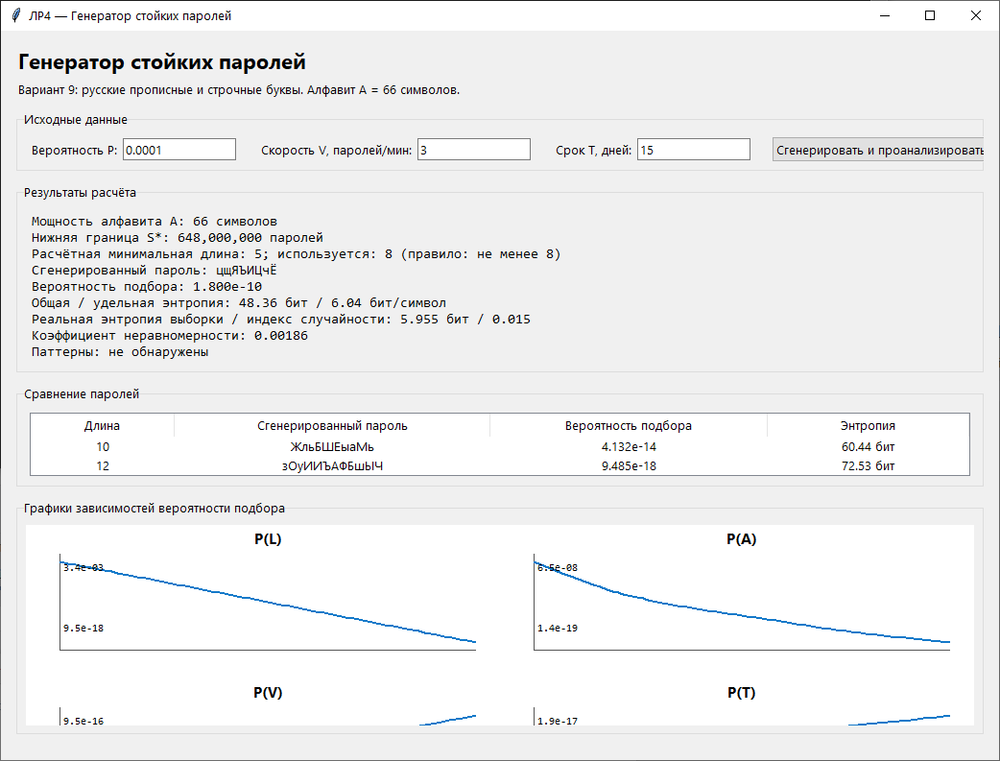 ЛР4 — Генератор стойких паролей
Генератор стойких паролей
Вариант 9: русские прописные и строчные буквы. Алфавит A = 66 символов.
Исходные данные
Вероятность P: 0.0001 Скорость V, паролей/мин: 3 Срок T, дней: 15 Сгенерировать и проанализировать
Результаты расчёта
Мощность алфавита A: 66 символов
Нижняя граница S*: 648,000,000 паролей
Расчётная минимальная длина: 5; используется: 8 (правило: не менее 8)
Сгенерированный пароль: цщЯЪИЦчЁ
Вероятность подбора: 1.800e-10
Общая / удельная энтропия: 48.36 бит / 6.04 бит/символ
Реальная энтропия выборки / индекс случайности: 5.955 бит / 0.015
Коэффициент неравномерности: 0.00186
Паттерны: не обнаружены
Сравнение паролей
Длина Сгенерированный пароль Вероятность подбора Энтропия
10 ЖльБШЕыаМь 4.132e-14 60.44 бит
12 зОуИИЪАФБшЫЧ 9.485e-18 72.53 бит
Графики зависимостей вероятности подбора
P(L) P(A)
3.4e-03 6.5e-08
9.5e-18 1.4e-19
P(V) P(T)
9.5e-16 1.9e-17